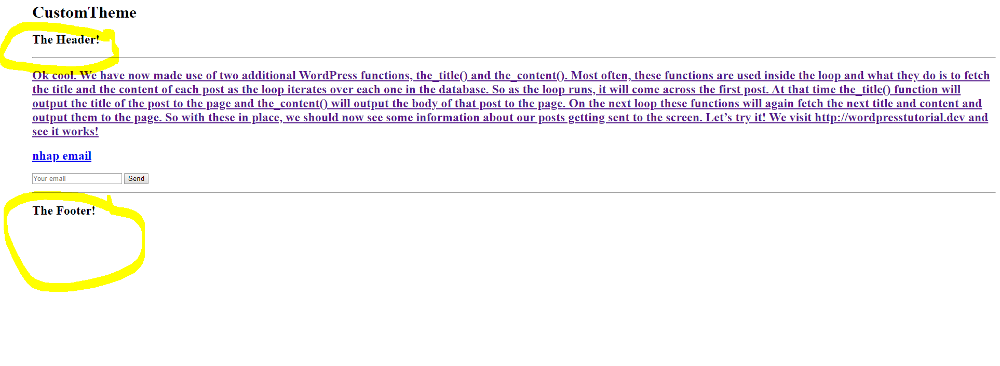 CustomTheme
The Header!
Ok cool. We have now made use of two additional WordPress functions, the_title() and the_content(). Most often, these functions are used inside the loop and what they do is to fetch
the title and the content of each post as the loop iterates over each one in the database. So as the loop runs, it will come across the first post. At that time the_title() function will
output the title of the post to the page and the_content() will output the body of that post to the page. On the next loop these functions will again fetch the next title and content and
output them to the page. So with these in place, we should now see some information about our posts getting sent to the screen. Let’s try it! We visit http://wordpresstutorial.dev and
see it works!
nhap email
Your email Send
The Footer!